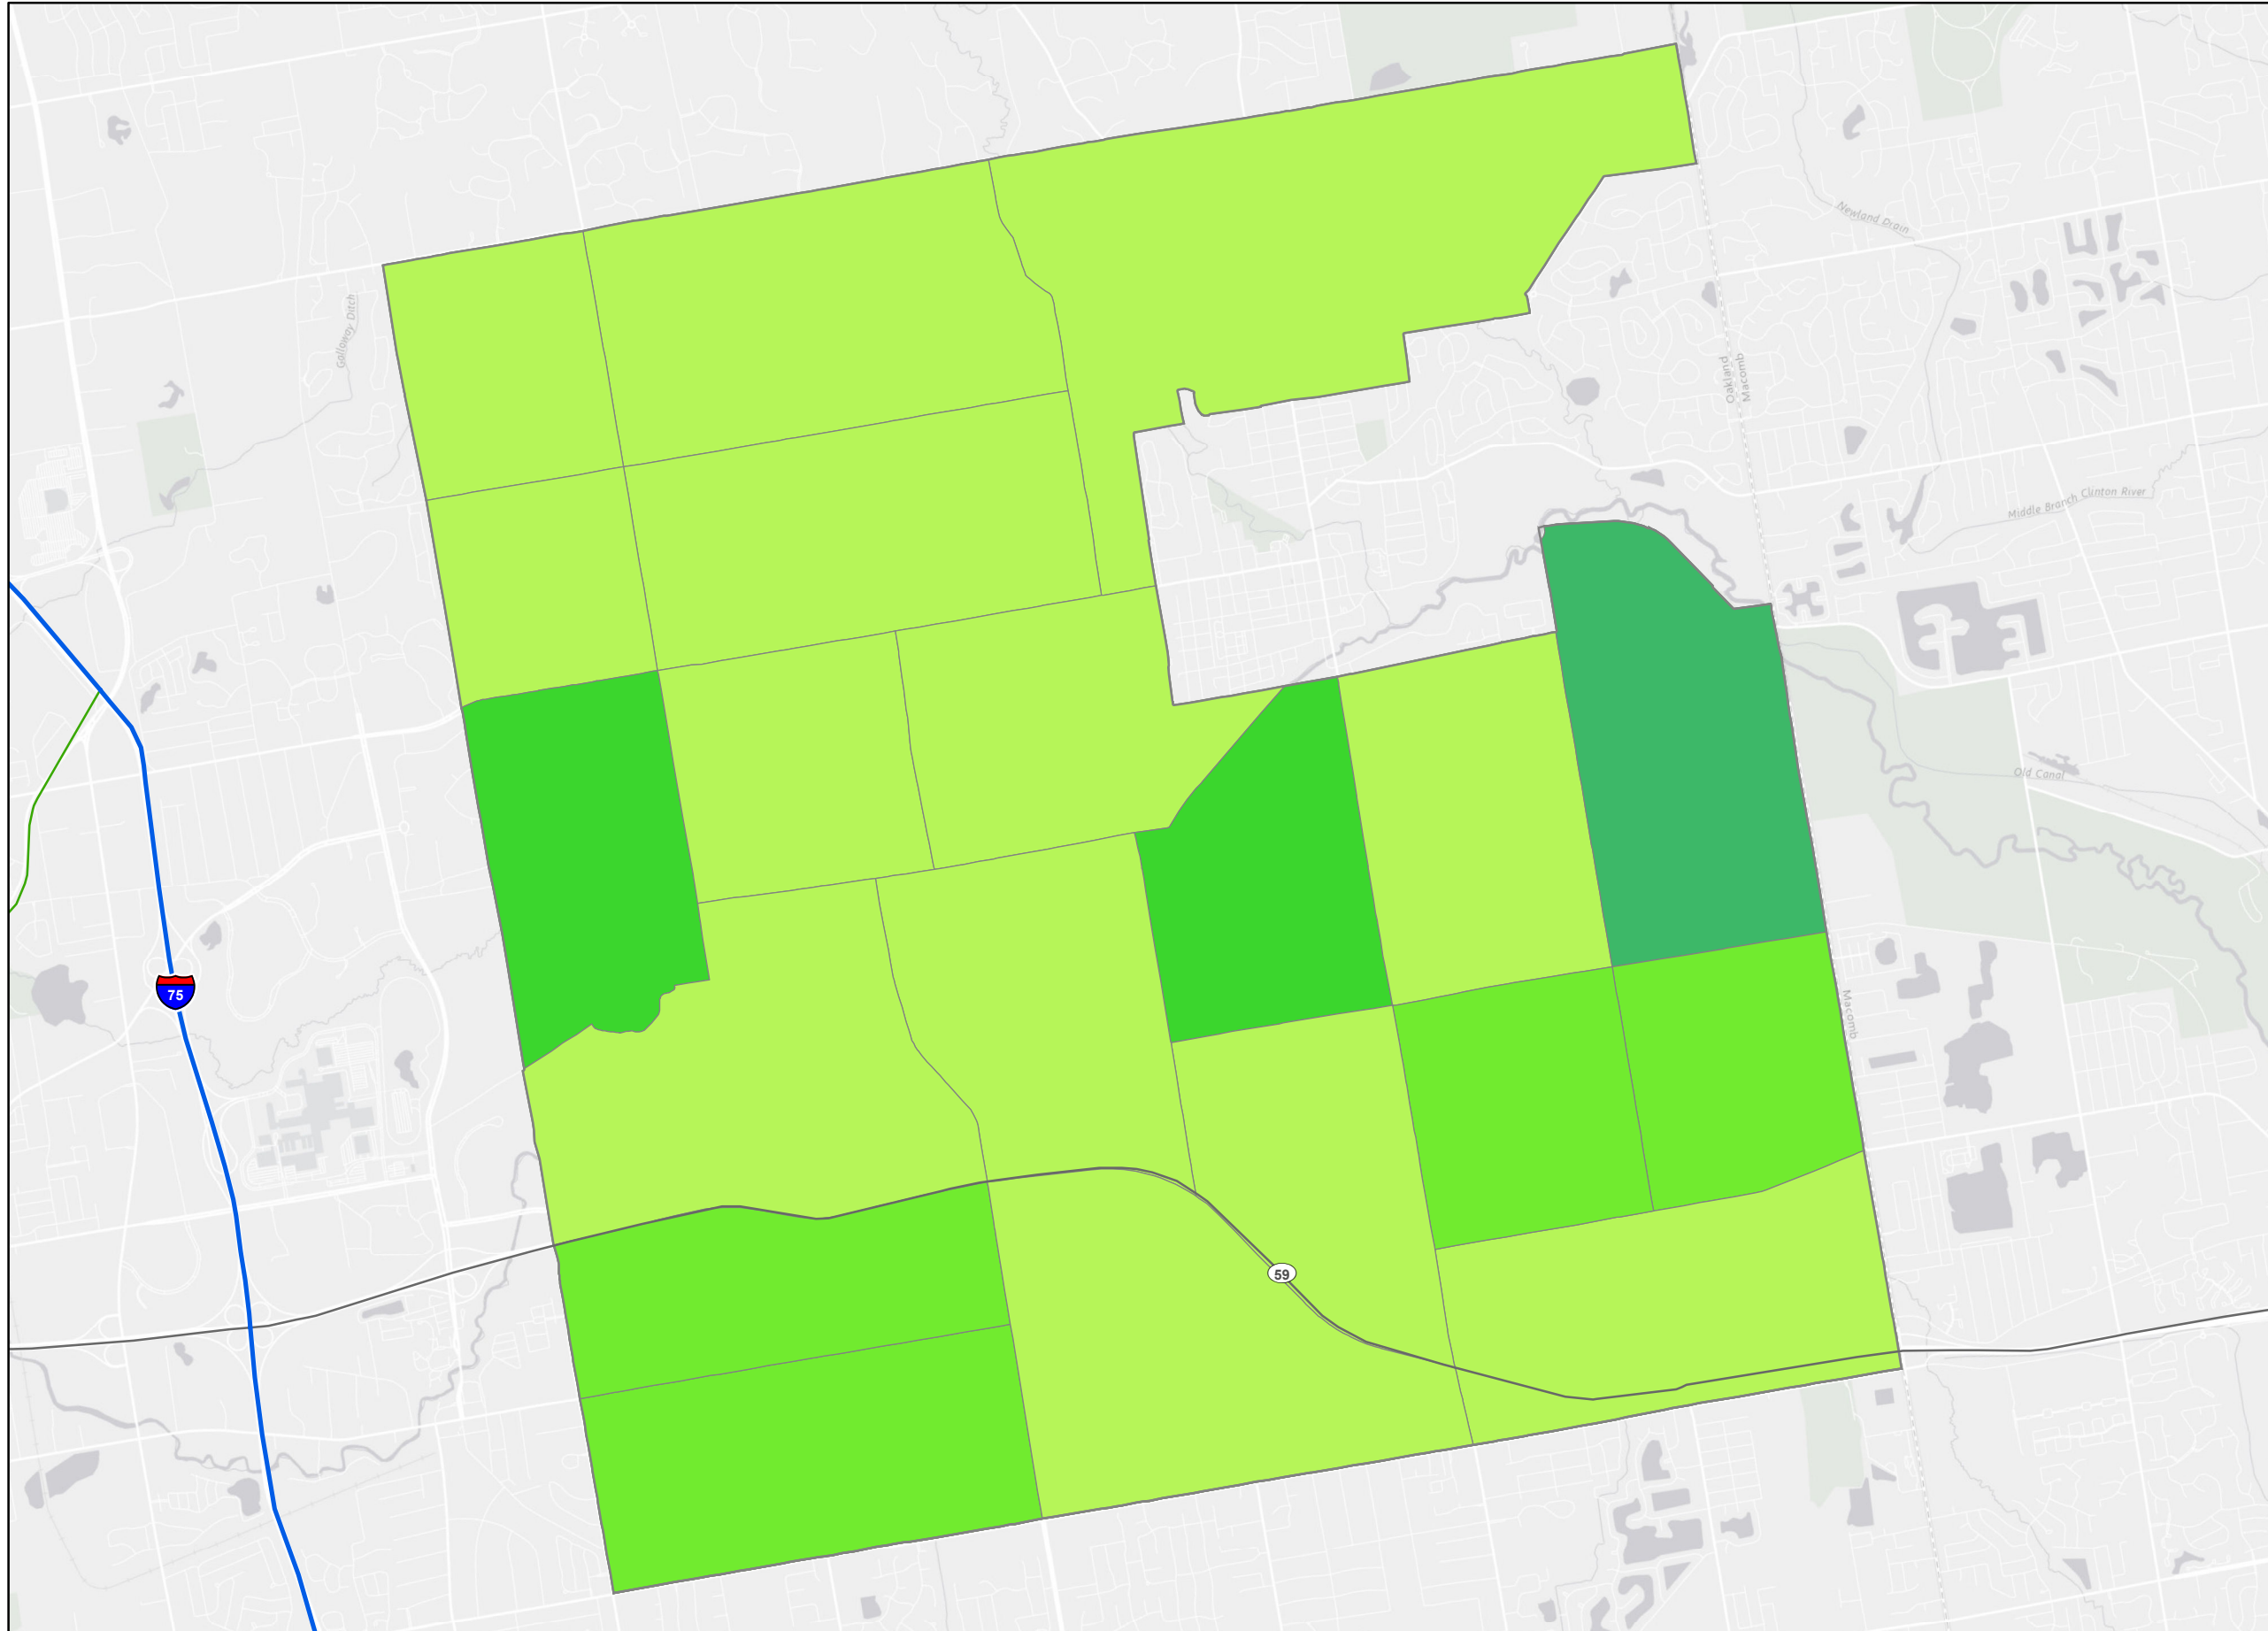 Newland Drain
Galloway Ditch
Oakland
Macomb
Middle Branch Clinton River
Old Canal
75
Macomb
59